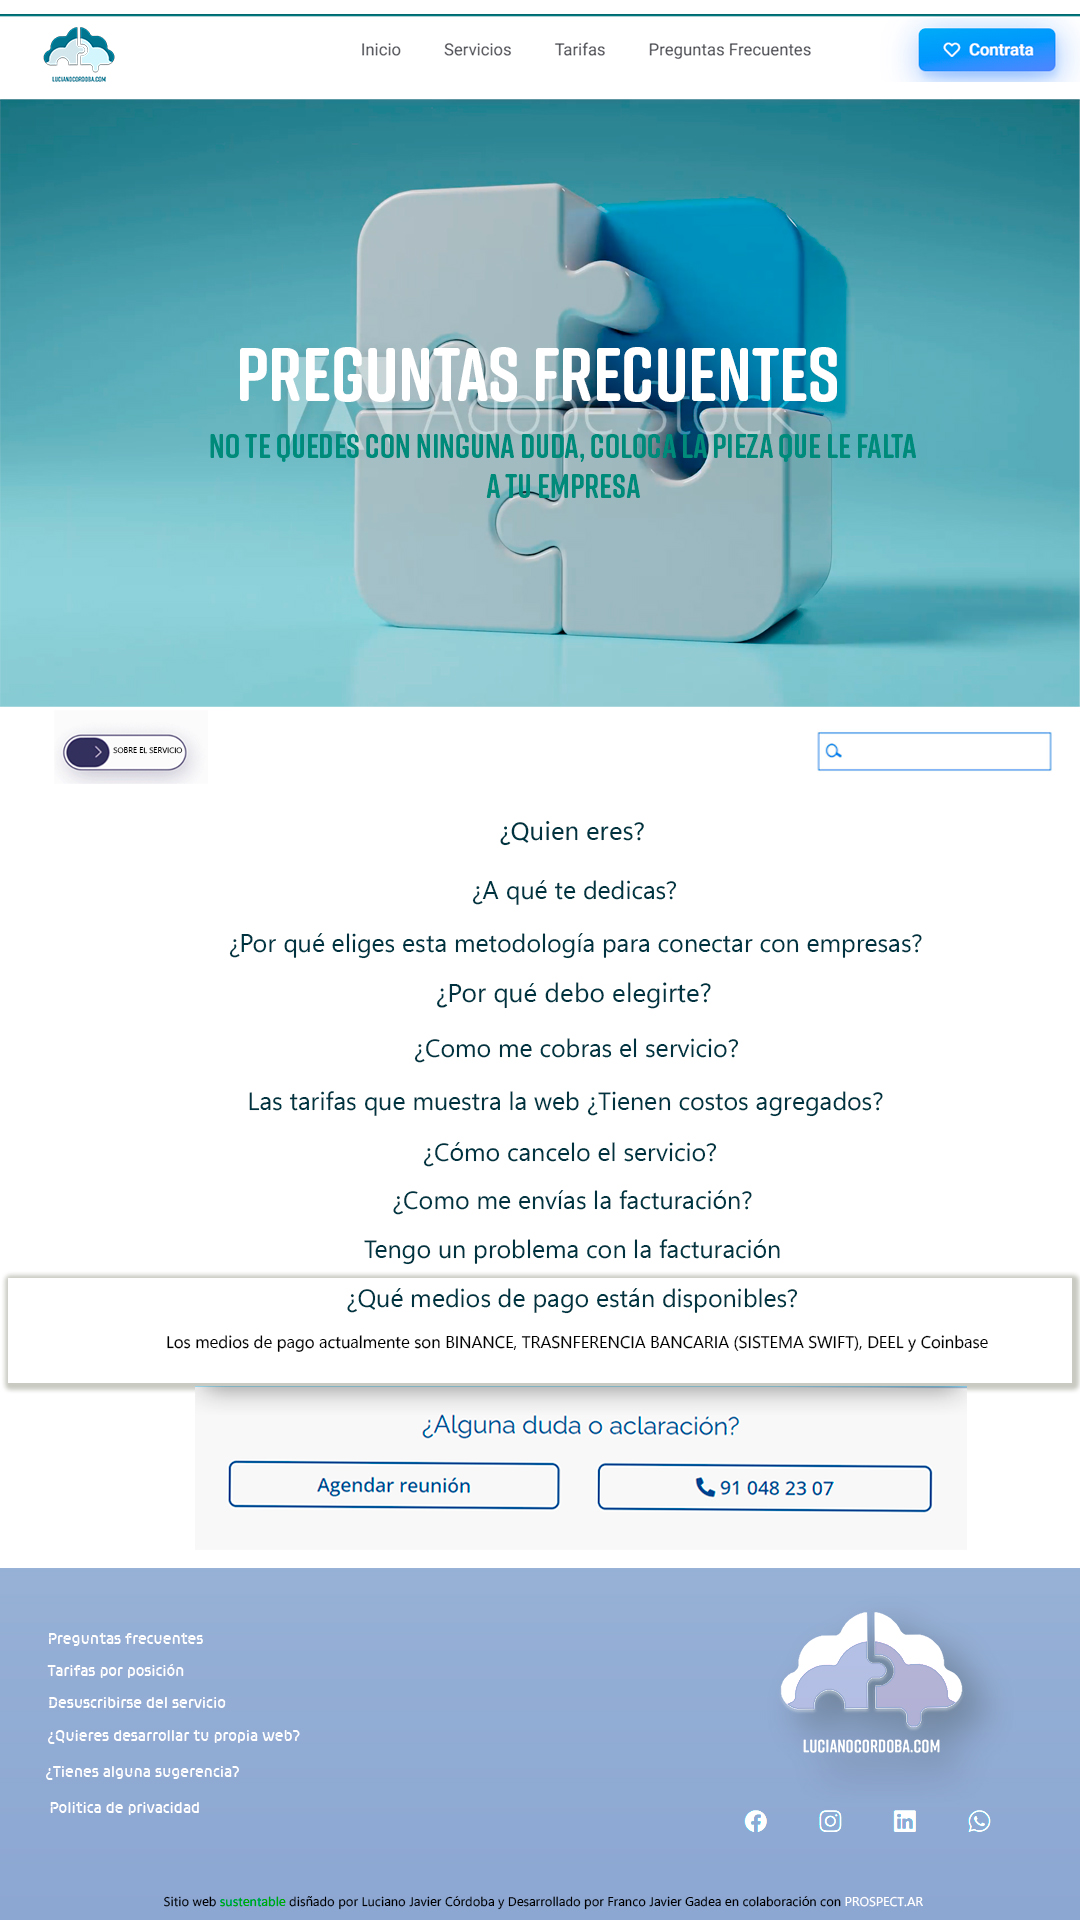 LUCIANOCORDOBA.COM
Inicio
Servicios
Tarifas
Preguntas Frecuentes
Contrata
PREGUNTAS FRECUENTES
Adobe Stock
NO TE QUEDES CON NINGUNA DUDA, COLOCA LA PIEZA QUE LE FALTA
A TU EMPRESA
SOBRE EL SERVICIO
¿Quien eres?
¿A qué te dedicas?
¿Por qué eliges esta metodología para conectar con empresas?
¿Por qué debo elegirte?
¿Como me cobras el servicio?
Las tarifas que muestra la web ¿Tienen costos agregados?
¿Cómo cancelo el servicio?
¿Como me envías la facturación?
Tengo un problema con la facturación
¿Qué medios de pago están disponibles?
Los medios de pago actualmente son BINANCE, TRASNFERENCIA BANCARIA (SISTEMA SWIFT), DEEL y Coinbase
¿Alguna duda o aclaración?
Agendar reunión
91 048 23 07
Preguntas frecuentes
Tarifas por posición
Desuscribirse del servicio
¿Quieres desarrollar tu propia web?
¿Tienes alguna sugerencia?
Politica de privacidad
LUCIANOCORDOBA.COM
Sitio web sustentable disñado por Luciano Javier Córdoba y Desarrollado por Franco Javier Gadea en colaboración con PROSPECT.AR